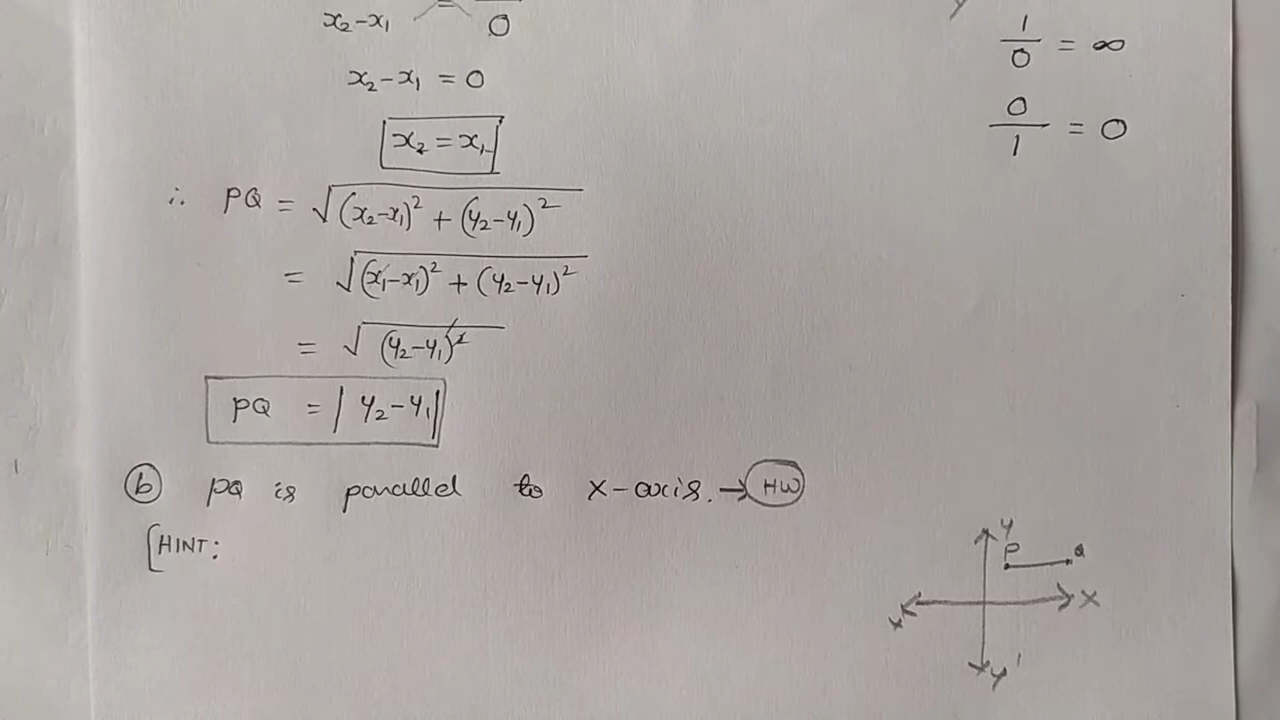 x₂-x₁ = 0
1/0 = ∞
x₂-x₁ = 0
x₂ = x₁
0/1 = 0
∴ PQ = √(x₂-x₁)² + (y₂-y₁)²
= √(x₁-x₁)² + (y₂-y₁)²
= √(y₂-y₁)²
PQ = |y₂-y₁|
ⓑ PQ is parallel to X-axis. → HW
[HINT:
Y
P Q
X
X
Y'